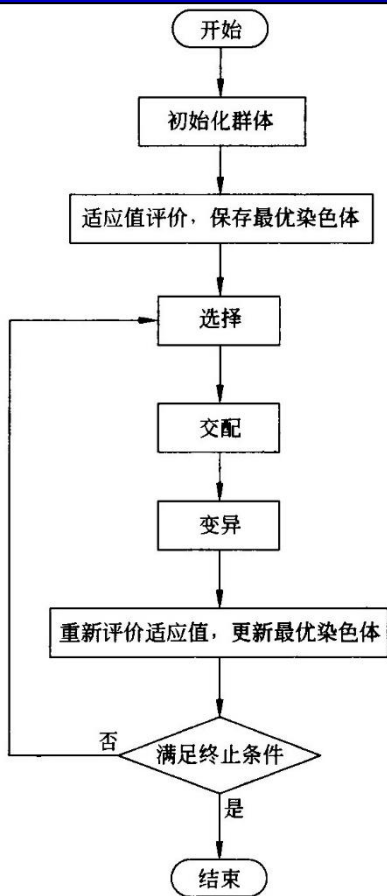 开始
初始化群体
适应值评价，保存最优染色体
选择
交配
变异
重新评价适应值，更新最优染色体
否
满足终止条件
是
结束